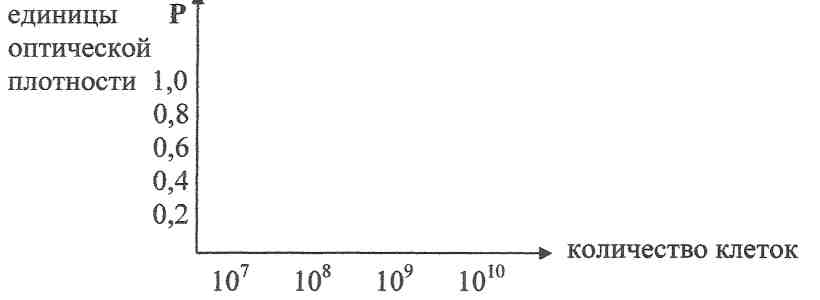 единицы P
оптической
плотности 1,0
0,8
0,6
0,4
0,2
количество клеток
10⁷ 10⁸ 10⁹ 10¹⁰